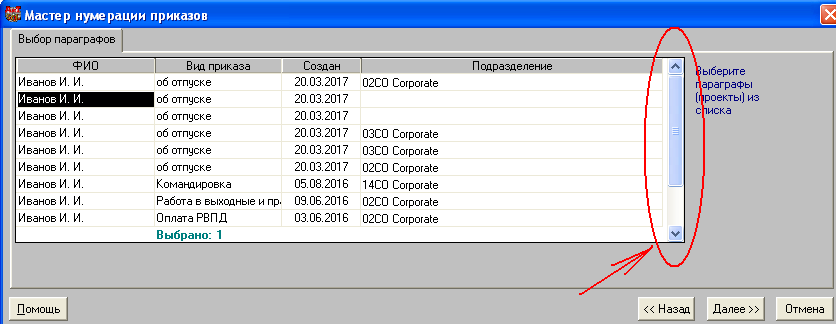 Мастер нумерации приказов
Выбор параграфов
ФИО Вид приказа Создан Подразделение
Иванов И. И. об отпуске 20.03.2017 02CO Corporate
Иванов И. И. об отпуске 20.03.2017
Иванов И. И. об отпуске 20.03.2017
Иванов И. И. об отпуске 20.03.2017 03CO Corporate
Иванов И. И. об отпуске 20.03.2017 03CO Corporate
Иванов И. И. об отпуске 20.03.2017 02CO Corporate
Иванов И. И. Командировка 05.08.2016 14CO Corporate
Иванов И. И. Работа в выходные и пра 09.06.2016 02CO Corporate
Иванов И. И. Оплата РВПД 03.06.2016 02CO Corporate
Выбрано: 1
Выберите
параграфы
(проекты) из
списка
Помощь << Назад Далее >> Отмена